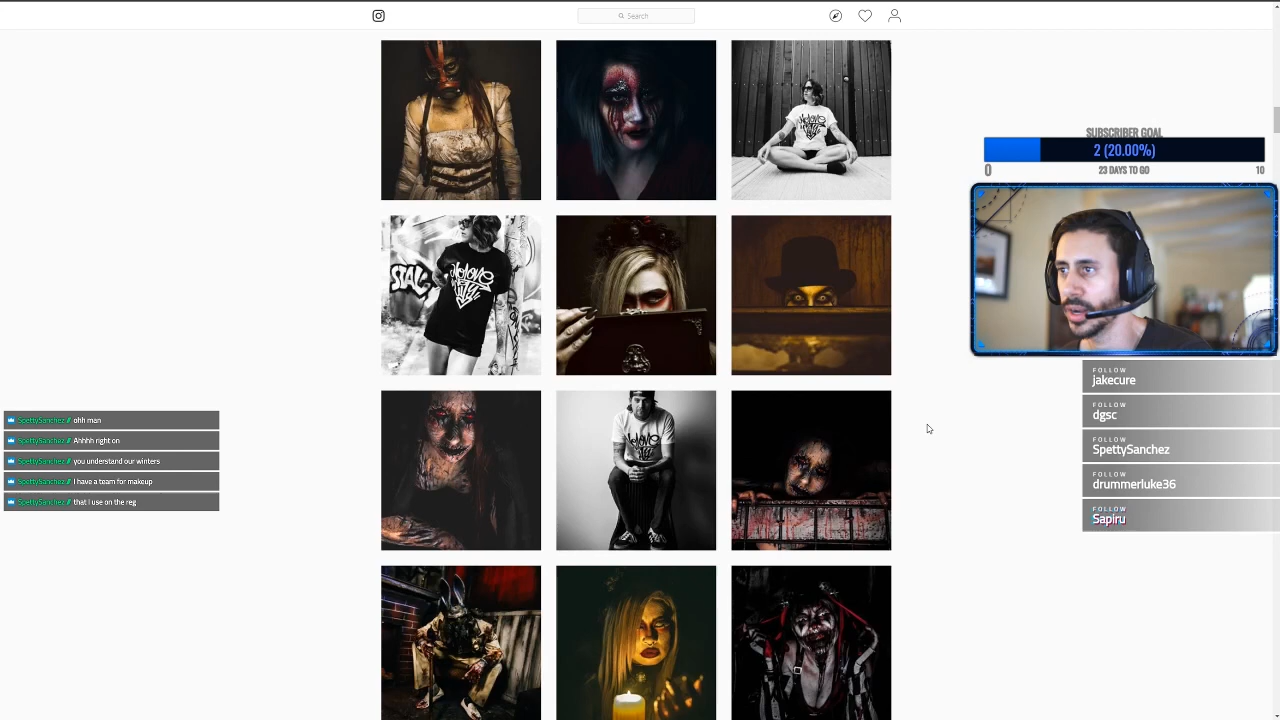 Search
SUBSCRIBER GOAL
2 (20.00%)
0
23 DAYS TO GO
10
FOLLOW
jakecure
FOLLOW
dgsc
FOLLOW
SpettySanchez
FOLLOW
drummerluke36
FOLLOW
Sapiru
SpettySanchez // ohh man
SpettySanchez // Ahhhh right on
SpettySanchez // you understand our winters
SpettySanchez // I have a team for makeup
SpettySanchez // that I use on the reg